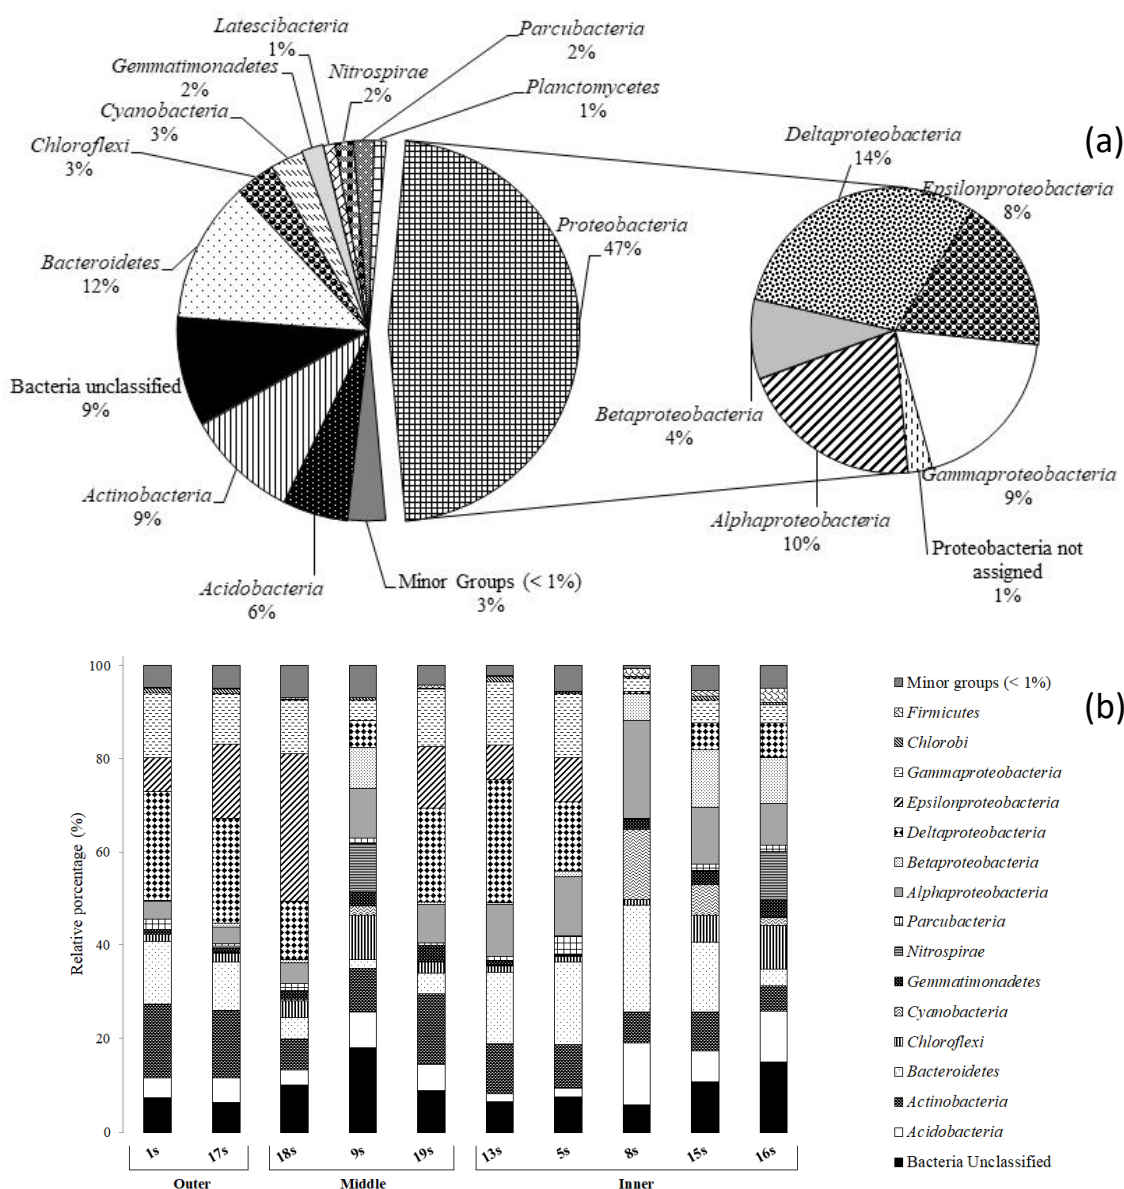 Latescibacteria
1%
Parcubacteria
2%
Gemmatimonadetes
2%
Nitrospirae
2%
Planctomycetes
1%
Cyanobacteria
3%
Chloroflexi
3%
Deltaproteobacteria
14%
(a)
Epsilonproteobacteria
8%
Proteobacteria
47%
Bacteroidetes
12%
Bacteria unclassified
9%
Betaproteobacteria
4%
Actinobacteria
9%
Gammaproteobacteria
9%
Alphaproteobacteria
10%
Proteobacteria not
assigned
1%
Acidobacteria
6%
Minor Groups (< 1%)
3%
Relative porcentage (%)
100
80
60
40
20
0
1s
17s
18s
9s
19s
13s
5s
8s
15s
16s
Outer
Middle
Inner
(b)
Minor groups (< 1%)
Firmicutes
Chlorobi
Gammaproteobacteria
Epsilonproteobacteria
Deltaproteobacteria
Betaproteobacteria
Alphaproteobacteria
Parcubacteria
Nitrospirae
Gemmatimonadetes
Cyanobacteria
Chloroflexi
Bacteroidetes
Actinobacteria
Acidobacteria
Bacteria Unclassified